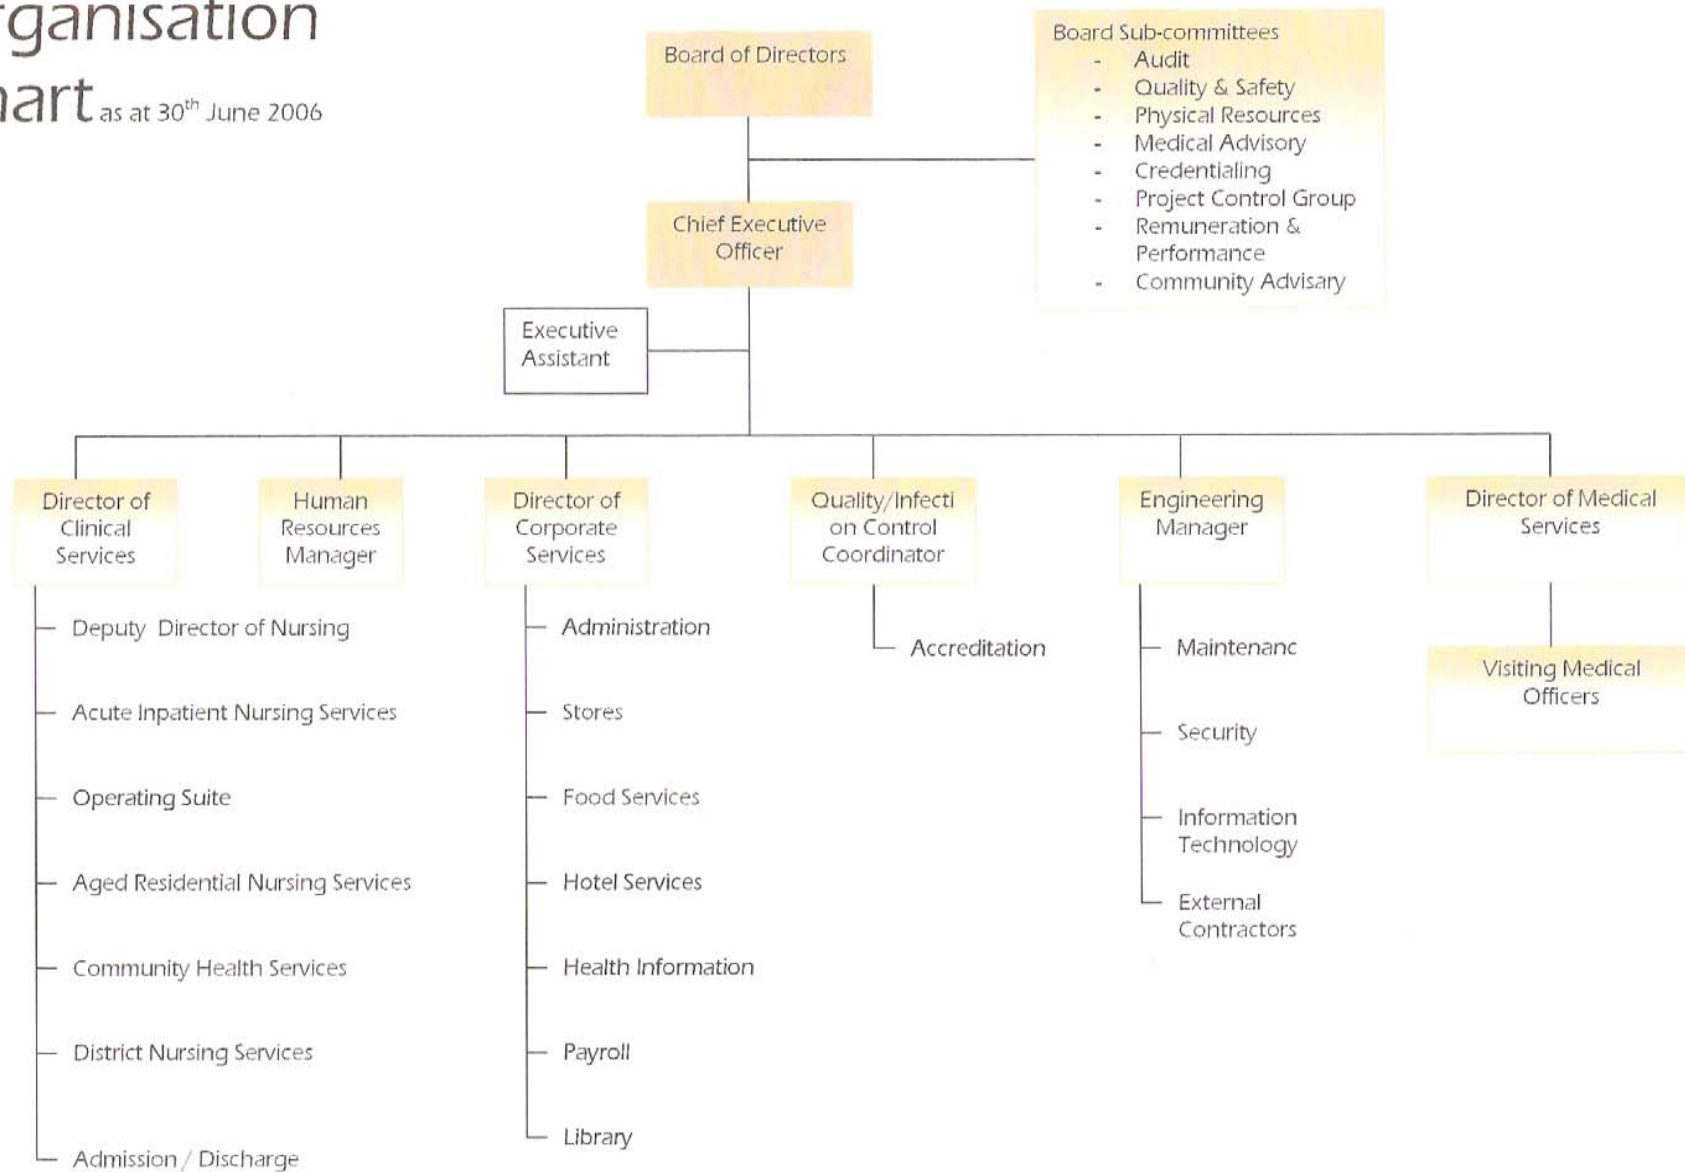 rganisation
hart as at 30th June 2006
Board of Directors
Board Sub-committees
- Audit
- Quality & Safety
- Physical Resources
- Medical Advisory
- Credentialing
- Project Control Group
- Remuneration &
Performance
- Community Advisary
Chief Executive
Officer
Executive
Assistant
Director of
Clinical
Services
Human
Resources
Manager
Director of
Corporate
Services
Quality/Infecti
on Control
Coordinator
Engineering
Manager
Director of Medical
Services
Deputy Director of Nursing
Acute Inpatient Nursing Services
Operating Suite
Aged Residential Nursing Services
Community Health Services
District Nursing Services
Admission / Discharge
Administration
Stores
Food Services
Hotel Services
Health Information
Payroll
Library
Accreditation
Maintenanc
Security
Information
Technology
External
Contractors
Visiting Medical
Officers